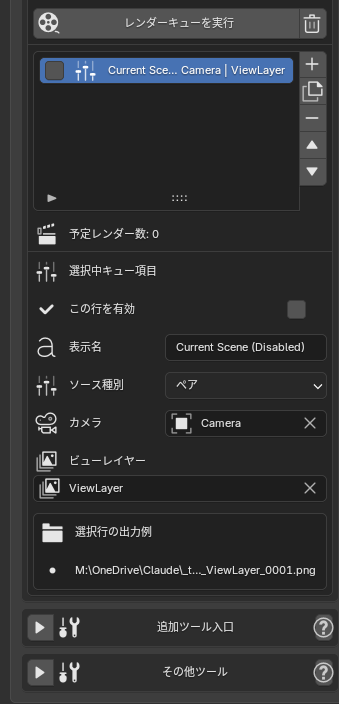 レンダーキューを実行
Current Sce... Camera | ViewLayer
予定レンダー数: 0
選択中キュー項目
この行を有効
表示名 Current Scene (Disabled)
ソース種別 ペア
カメラ Camera
ビューレイヤー
ViewLayer
選択行の出力例
M:\OneDrive\Claude\_t..._ViewLayer_0001.png
追加ツール入口
その他ツール